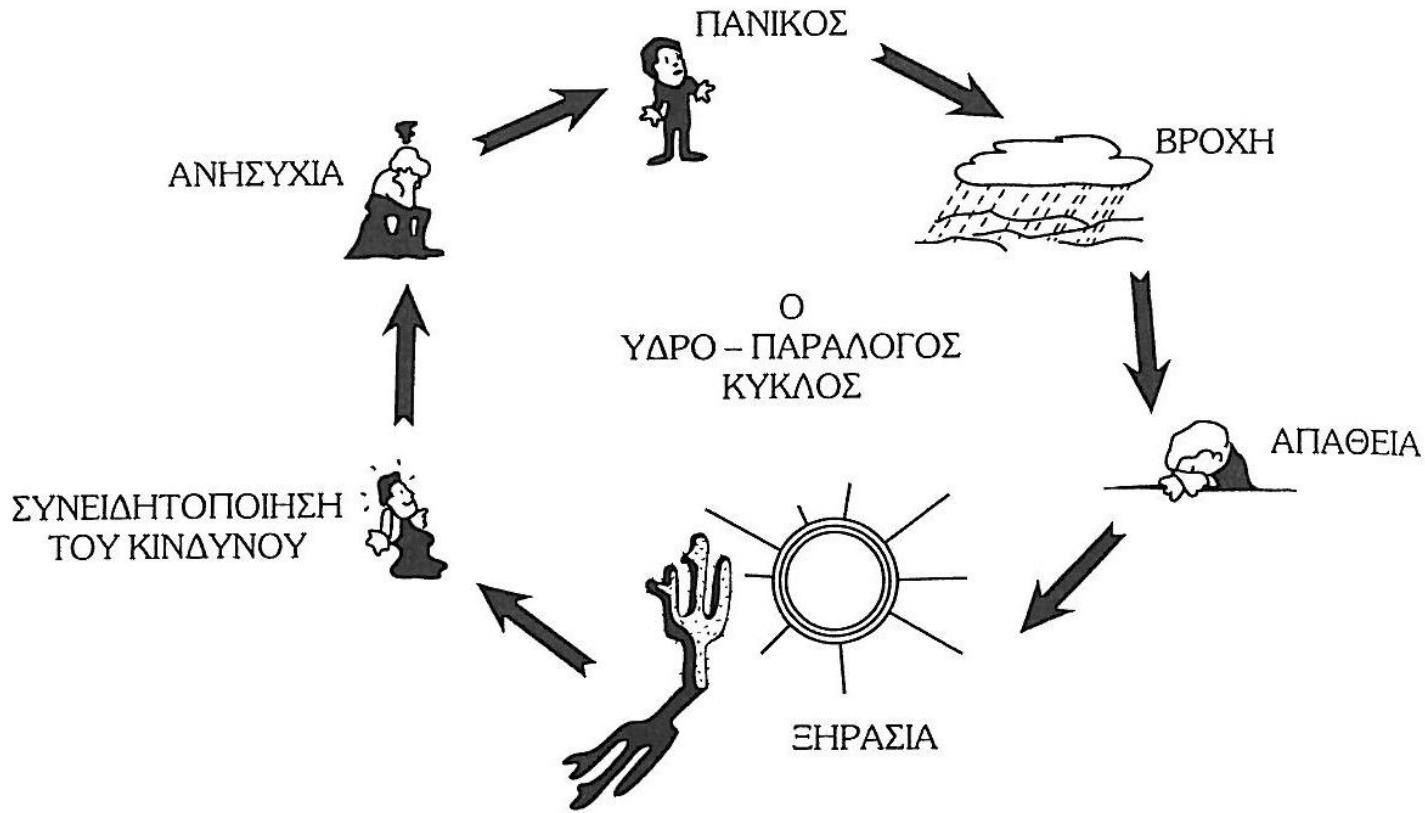 ΠΑΝΙΚΟΣ
ΒΡΟΧΗ
ΑΝΗΣΥΧΙΑ
Ο
ΥΔΡΟ – ΠΑΡΑΛΟΓΟΣ
ΚΥΚΛΟΣ
ΑΠΑΘΕΙΑ
ΣΥΝΕΙΔΗΤΟΠΟΙΗΣΗ
ΤΟΥ ΚΙΝΔΥΝΟΥ
ΞΗΡΑΣΙΑ